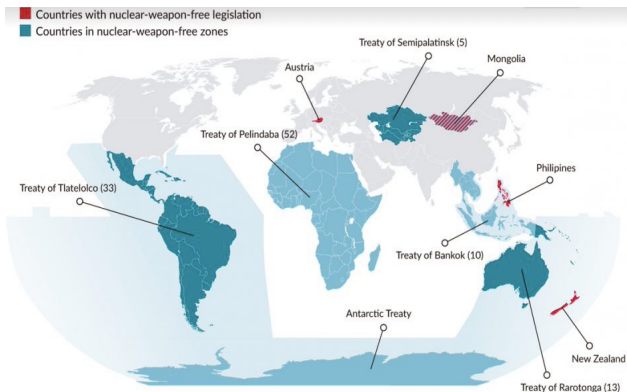 Countries with nuclear-weapon-free legislation
Countries in nuclear-weapon-free zones
Treaty of Semipalatinsk (5)
Austria
Mongolia
Treaty of Pelindaba (52)
Treaty of Tlatelolco (33)
Philipines
Treaty of Bankok (10)
Antarctic Treaty
New Zealand
Treaty of Rarotonga (13)